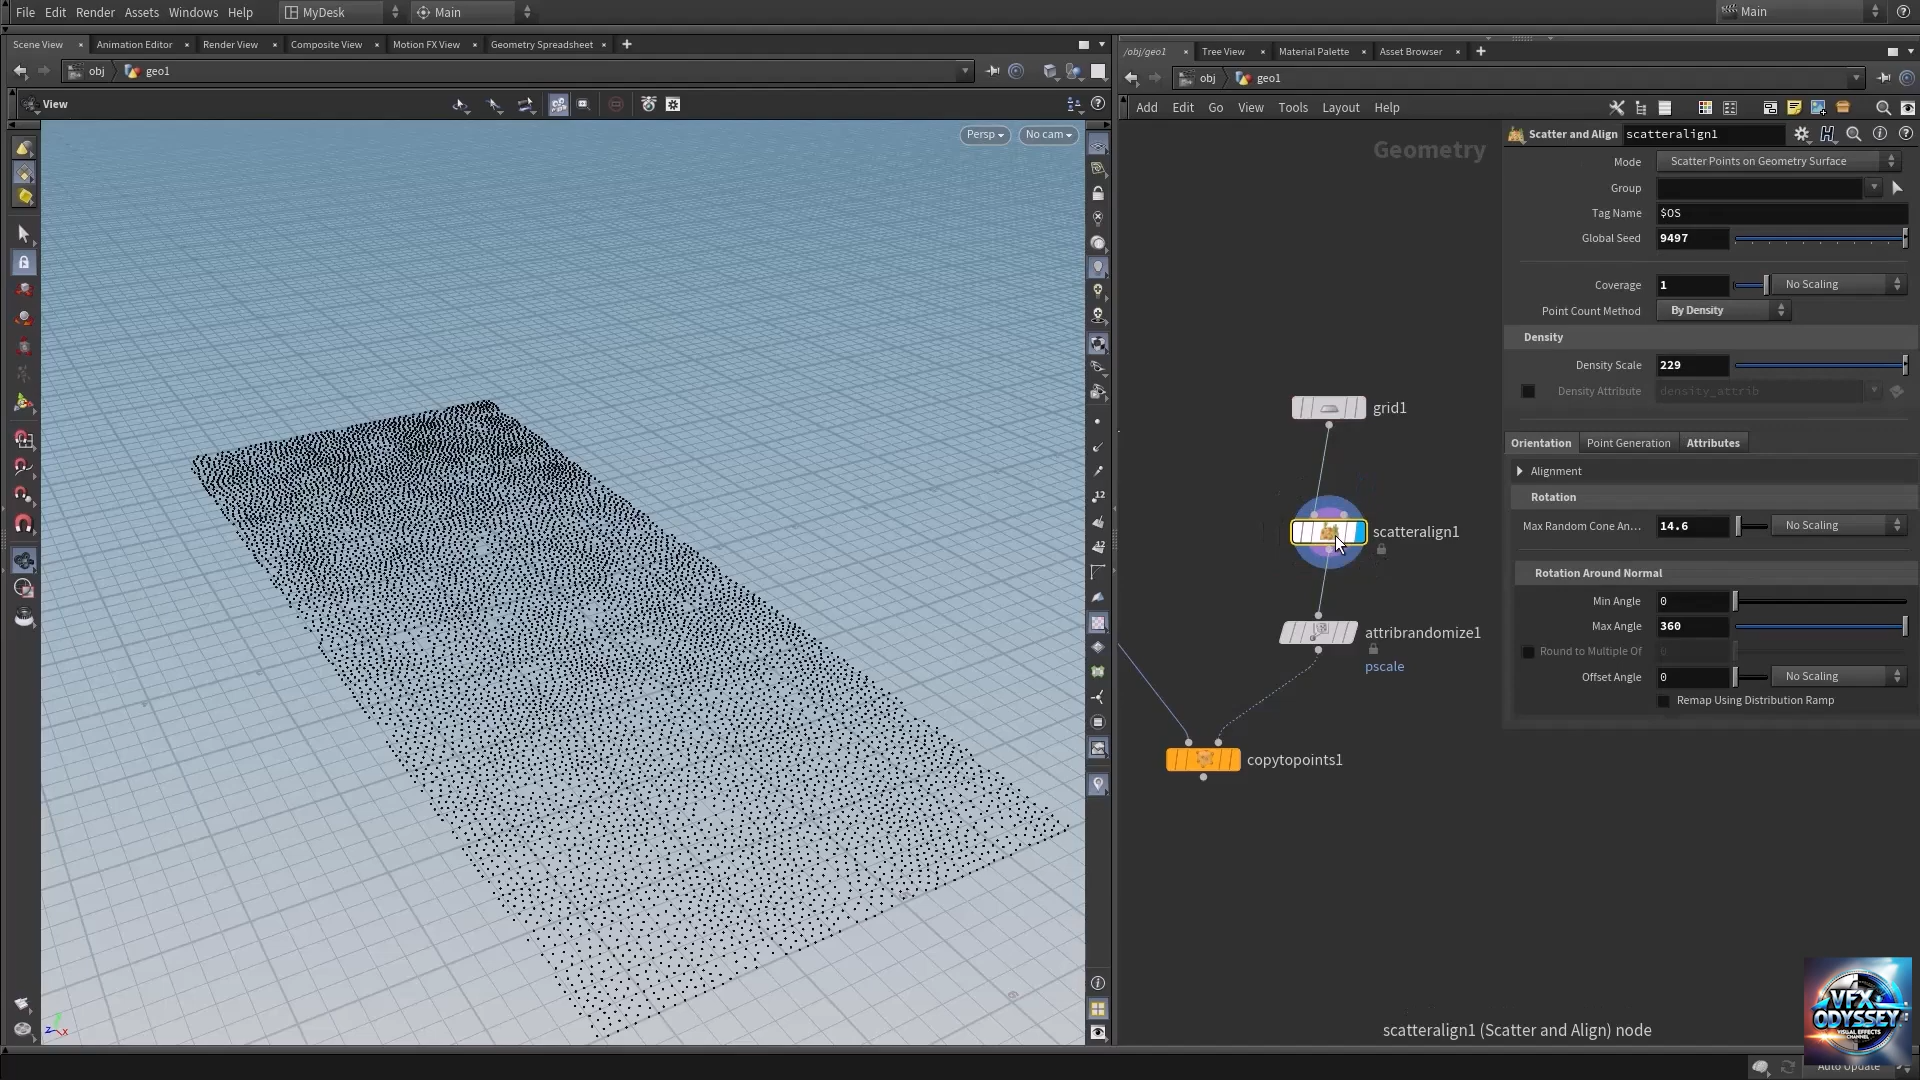 File Edit Render Assets Windows Help MyDesk Main Main
Scene View Animation Editor Render View Composite View Motion FX View Geometry Spreadsheet
obj geo1
View
Persp No cam
/obj/geo1 Tree View Material Palette Asset Browser
obj geo1
Add Edit Go View Tools Layout Help
Geometry
grid1
scatteralign1
attribrandomize1
pscale
copytopoints1
scatteralign1 (Scatter and Align) node
Scatter and Align scatteralign1
Mode Scatter Points on Geometry Surface
Group
Tag Name $OS
Global Seed 9497
Coverage 1 No Scaling
Point Count Method By Density
Density
Density Scale 229
Density Attribute density_attrib
Orientation Point Generation Attributes
Alignment
Rotation
Max Random Cone An... 14.6 No Scaling
Rotation Around Normal
Min Angle 0
Max Angle 360
Round to Multiple Of
Offset Angle 0 No Scaling
Remap Using Distribution Ramp
12
12
z x
VFX
ODYSSEY
VISUAL EFFECTS
CHANNEL
Auto Update